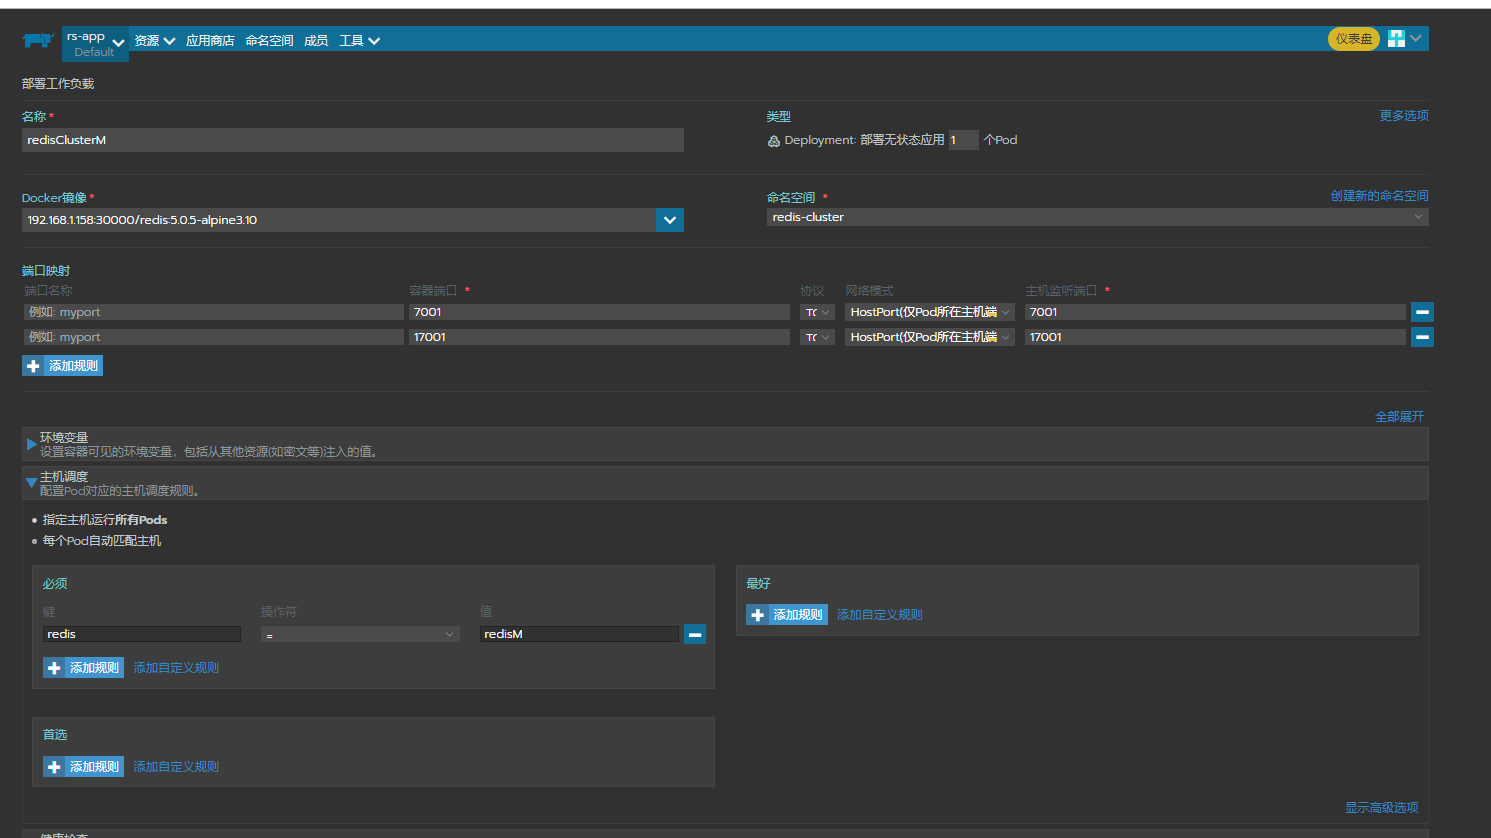 rs-app
Default
资源
应用商店
命名空间
成员
工具
仪表盘
部署工作负载
名称*
类型
更多选项
redisClusterM
Deployment: 部署无状态应用 1 个Pod
Docker镜像*
命名空间 *
创建新的命名空间
192.168.1.158:30000/redis:5.0.5-alpine3.10
redis-cluster
端口映射
端口名称 容器端口 * 协议 网络模式 主机监听端口 *
例如: myport 7001 HostPort(仅Pod所在主机端 7001
例如: myport 17001 HostPort(仅Pod所在主机端 17001
添加规则
全部展开
环境变量
设置容器可见的环境变量，包括从其他资源(如密文等)注入的值。
主机调度
配置Pod对应的主机调度规则。
指定主机运行所有Pods
每个Pod自动匹配主机
必须
键 操作符 值
redis = redisM
添加规则 添加自定义规则
最好
添加规则 添加自定义规则
首选
添加规则 添加自定义规则
显示高级选项